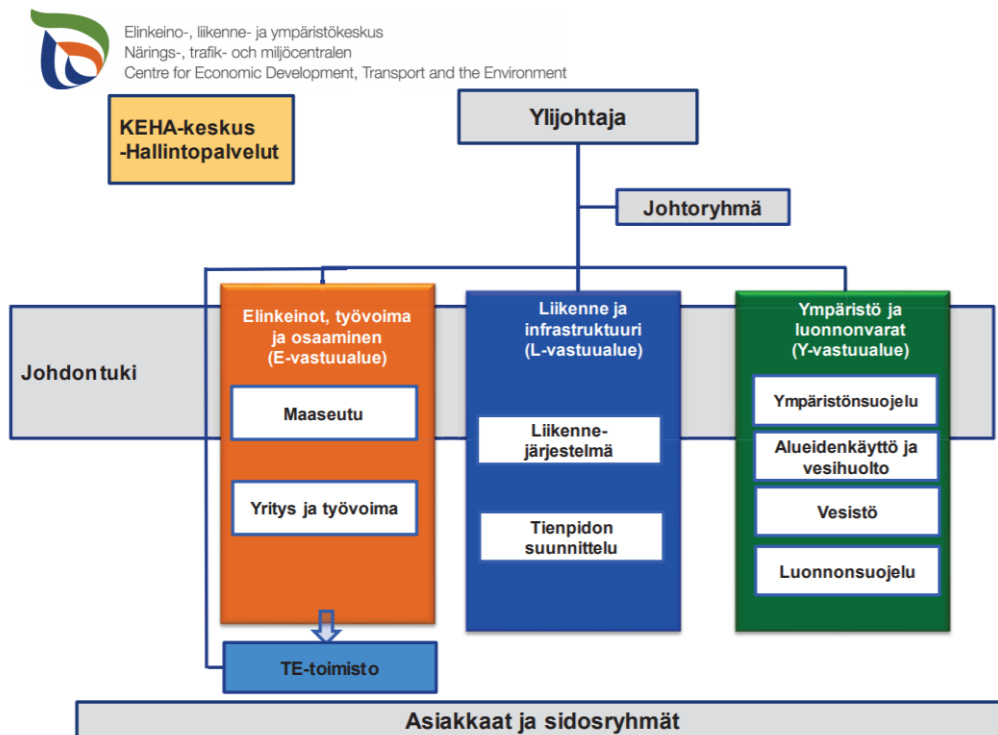 Elinkeino-, liikenne- ja ympäristökeskus
Närings-, trafik- och miljöcentralen
Centre for Economic Development, Transport and the Environment
KEHA-keskus
-Hallintopalvelut
Ylijohtaja
Johtoryhmä
Johdontuki
Elinkeinot, työvoima
ja osaaminen
(E-vastuualue)
Maaseutu
Yritys ja työvoima
TE-toimisto
Liikenne ja
infrastruktuuri
(L-vastuualue)
Liikenne-
järjestelmä
Tienpidon
suunnittelu
Ympäristö ja
luonnonvarat
(Y-vastuualue)
Ympäristönsuojelu
Alueidenkäyttö ja
vesihuolto
Vesistö
Luonnonsuojelu
Asiakkaat ja sidosryhmät